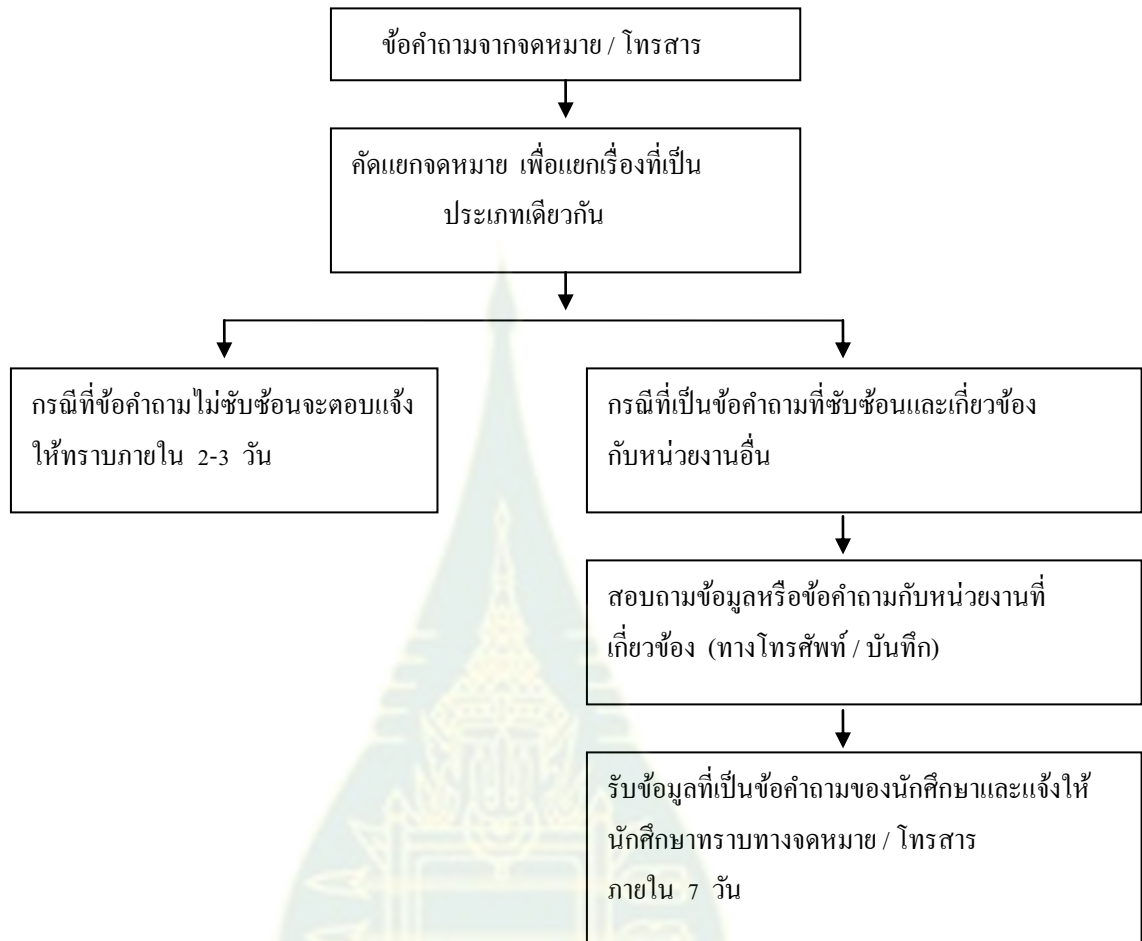 ข้อคำถามจากจดหมาย / โทรสาร
คัดแยกจดหมาย เพื่อแยกเรื่องที่เป็น
ประเภทเดียวกัน
กรณีที่ข้อคำถามไม่ซับซ้อนจะตอบแจ้ง
ให้ทราบภายใน 2-3 วัน
กรณีที่เป็นข้อคำถามที่ซับซ้อนและเกี่ยวข้อง
กับหน่วยงานอื่น
สอบถามข้อมูลหรือข้อคำถามกับหน่วยงานที่
เกี่ยวข้อง (ทางโทรศัพท์ / บันทึก)
รับข้อมูลที่เป็นข้อคำถามของนักศึกษาและแจ้งให้
นักศึกษาทราบทางจดหมาย / โทรสาร
ภายใน 7 วัน